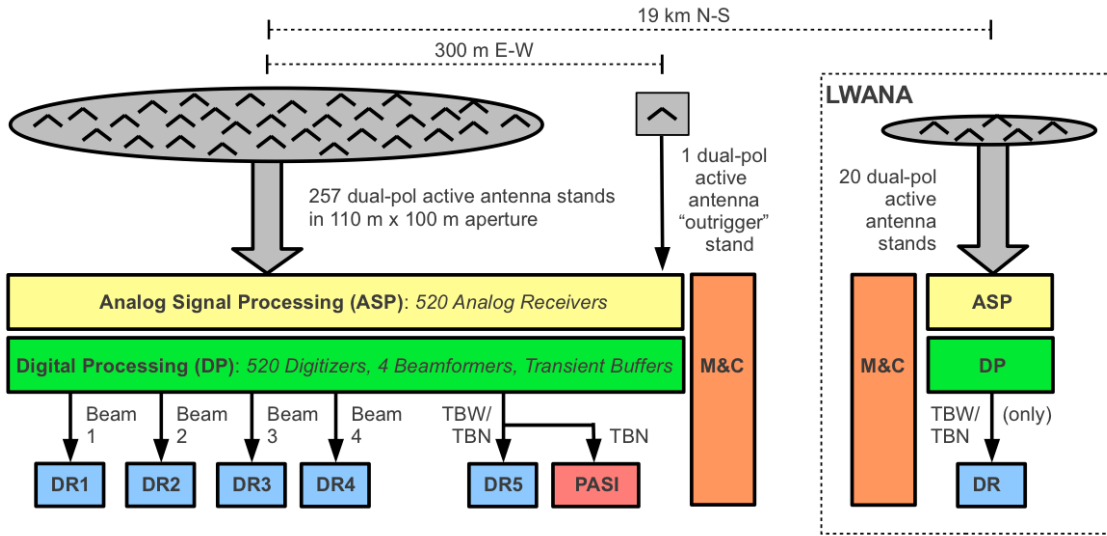 19 km N-S
300 m E-W
LWANA
257 dual-pol active antenna stands
in 110 m x 100 m aperture
1 dual-pol
active
antenna
“outrigger”
stand
20 dual-pol
active
antenna
stands
Analog Signal Processing (ASP): 520 Analog Receivers
Digital Processing (DP): 520 Digitizers, 4 Beamformers, Transient Buffers
M&C
M&C
ASP
DP
Beam
1
Beam
2
Beam
3
Beam
4
TBW/
TBN
TBN
TBW/
TBN
(only)
DR1
DR2
DR3
DR4
DR5
PASI
DR